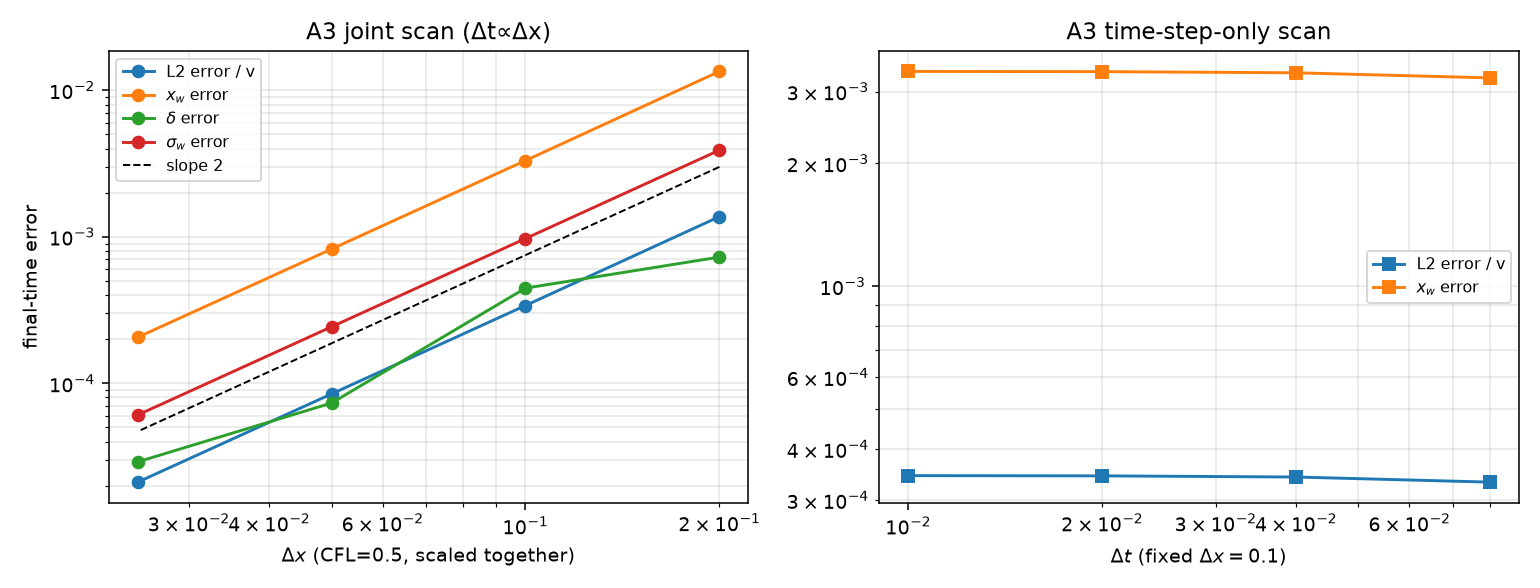 A3 joint scan (Δt∝Δx)
L2 error / v
x_w error
δ error
σ_w error
slope 2
final-time error
10⁻²
10⁻³
10⁻⁴
3 × 10⁻² 4 × 10⁻² 6 × 10⁻² 10⁻¹ 2 × 10⁻¹
Δx (CFL=0.5, scaled together)
A3 time-step-only scan
3 × 10⁻³
2 × 10⁻³
10⁻³
6 × 10⁻⁴
4 × 10⁻⁴
3 × 10⁻⁴
L2 error / v
x_w error
10⁻² 2 × 10⁻² 3 × 10⁻² 4 × 10⁻² 6 × 10⁻²
Δt (fixed Δx = 0.1)